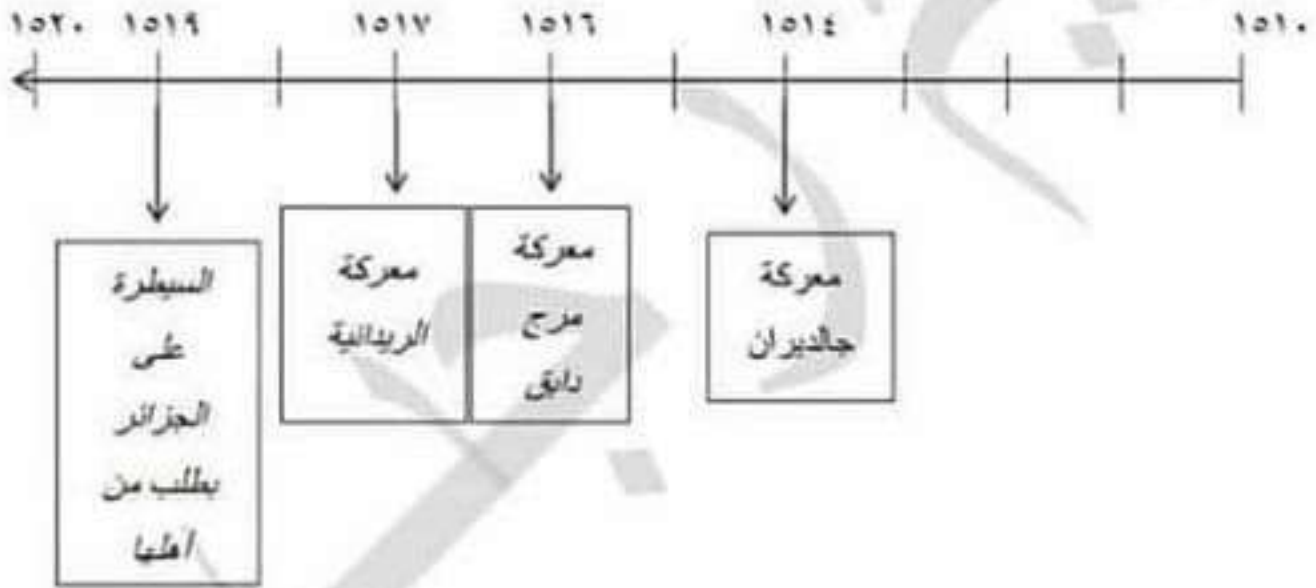 ١٥١٠
١٥١٤
١٥١٦
١٥١٧
١٥١٩
١٥٢٠
معركة
جالديران
معركة
مرج
دابق
معركة
الريدانية
السيطرة
على
الجزائر
بطلب من
أهلها